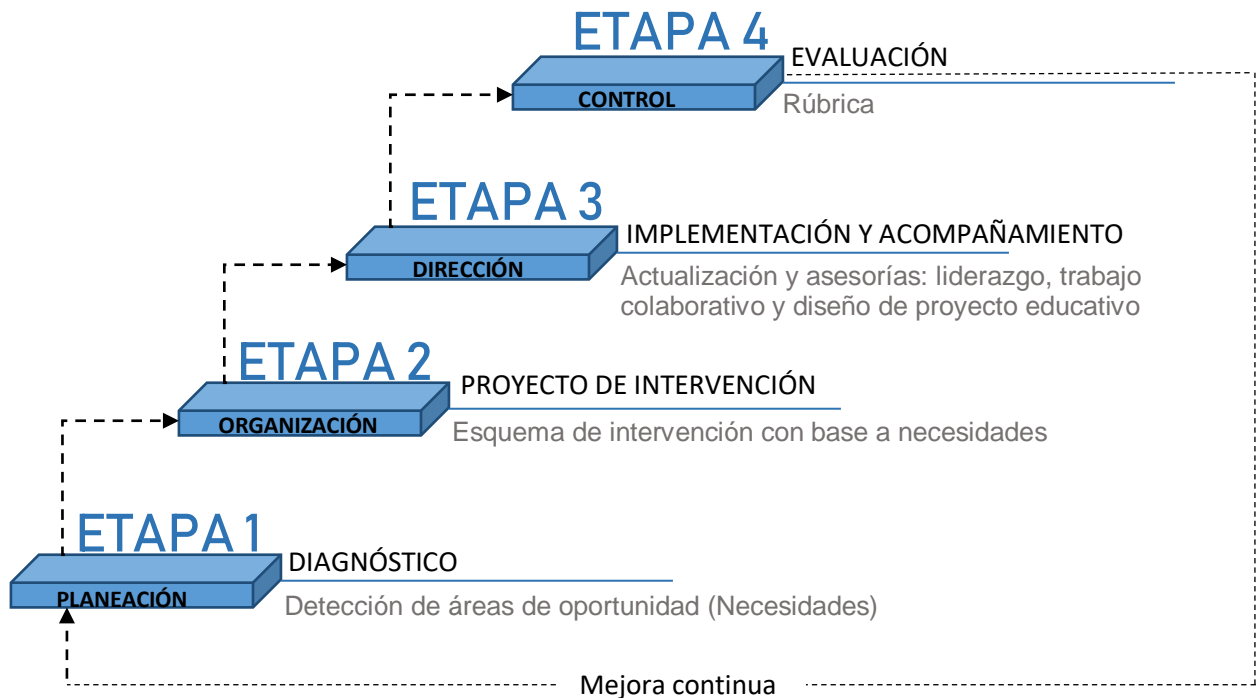 ETAPA 4
EVALUACIÓN
CONTROL
Rúbrica
ETAPA 3
IMPLEMENTACIÓN Y ACOMPAÑAMIENTO
DIRECCIÓN
Actualización y asesorías: liderazgo, trabajo
colaborativo y diseño de proyecto educativo
ETAPA 2
PROYECTO DE INTERVENCIÓN
ORGANIZACIÓN
Esquema de intervención con base a necesidades
ETAPA 1
DIAGNÓSTICO
PLANEACIÓN
Detección de áreas de oportunidad (Necesidades)
Mejora continua